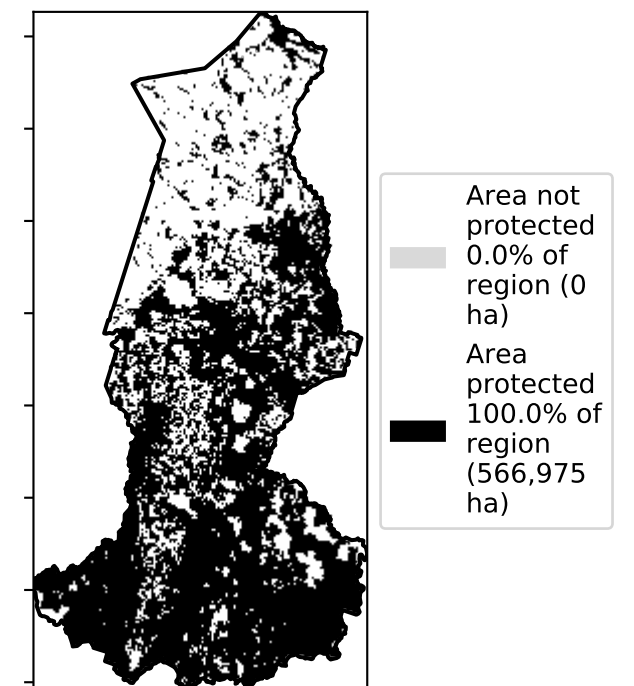 Area not
protected
0.0% of
region (0
ha)
Area
protected
100.0% of
region
(566,975
ha)